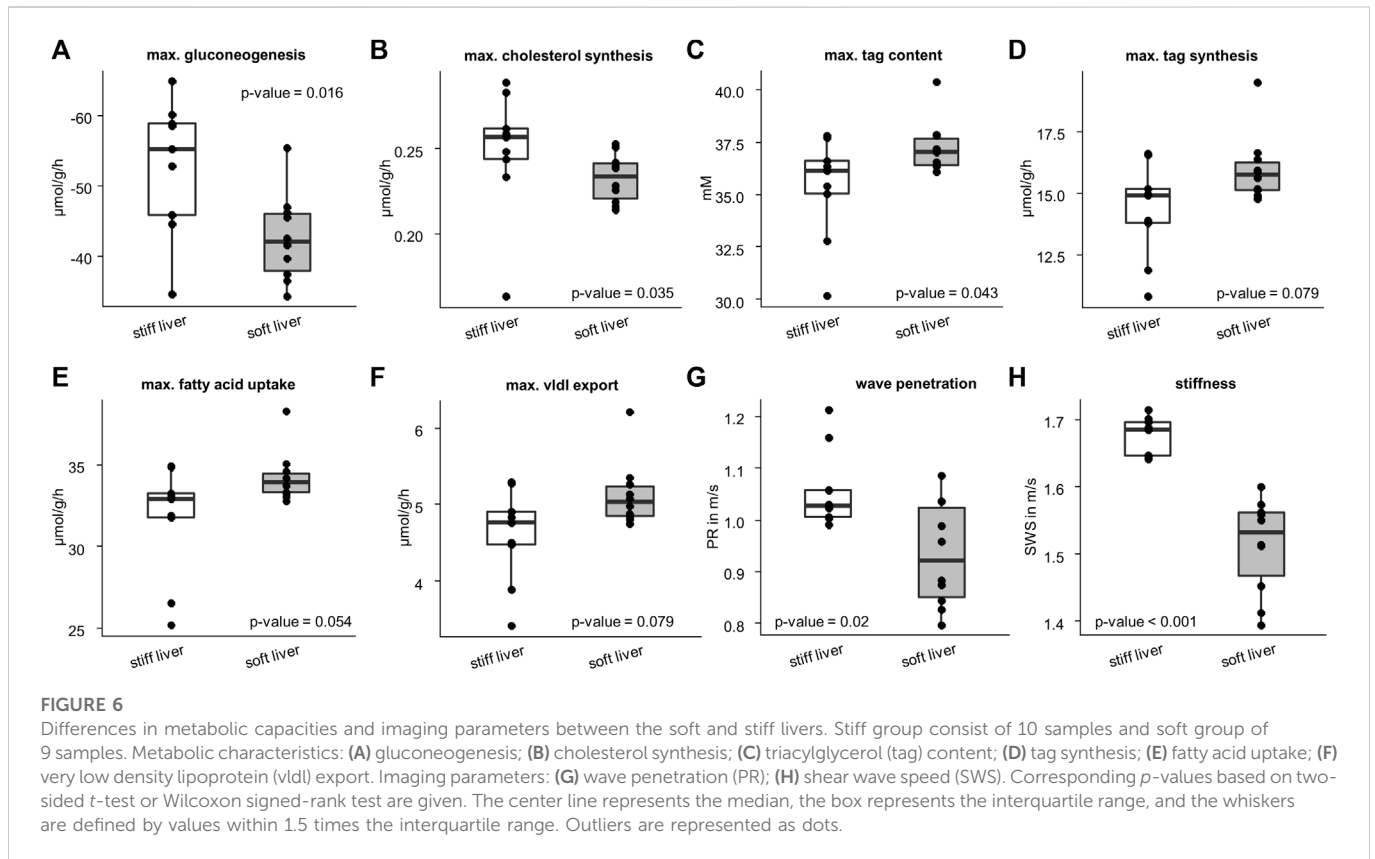 A
max. gluconeogenesis
p-value = 0.016
µmol/g/h
-60
-50
-40
stiff liver
soft liver
B
max. cholesterol synthesis
µmol/g/h
0.25
0.20
p-value = 0.035
stiff liver
soft liver
C
max. tag content
mM
40.0
37.5
35.0
32.5
30.0
p-value = 0.043
stiff liver
soft liver
D
max. tag synthesis
µmol/g/h
17.5
15.0
12.5
p-value = 0.079
stiff liver
soft liver
E
max. fatty acid uptake
µmol/g/h
35
33
25
p-value = 0.054
stiff liver
soft liver
F
max. vldl export
µmol/g/h
6
5
4
p-value = 0.079
stiff liver
soft liver
G
wave penetration
PR in m/s
1.2
1.1
1.0
0.9
0.8
p-value = 0.02
stiff liver
soft liver
H
stiffness
SWS in m/s
1.7
1.6
1.5
1.4
p-value < 0.001
stiff liver
soft liver
FIGURE 6
Differences in metabolic capacities and imaging parameters between the soft and stiff livers. Stiff group consist of 10 samples and soft group of
9 samples. Metabolic characteristics: (A) gluconeogenesis; (B) cholesterol synthesis; (C) triacylglycerol (tag) content; (D) tag synthesis; (E) fatty acid uptake; (F)
very low density lipoprotein (vldl) export. Imaging parameters: (G) wave penetration (PR); (H) shear wave speed (SWS). Corresponding p-values based on two-
sided t-test or Wilcoxon signed-rank test are given. The center line represents the median, the box represents the interquartile range, and the whiskers
are defined by values within 1.5 times the interquartile range. Outliers are represented as dots.